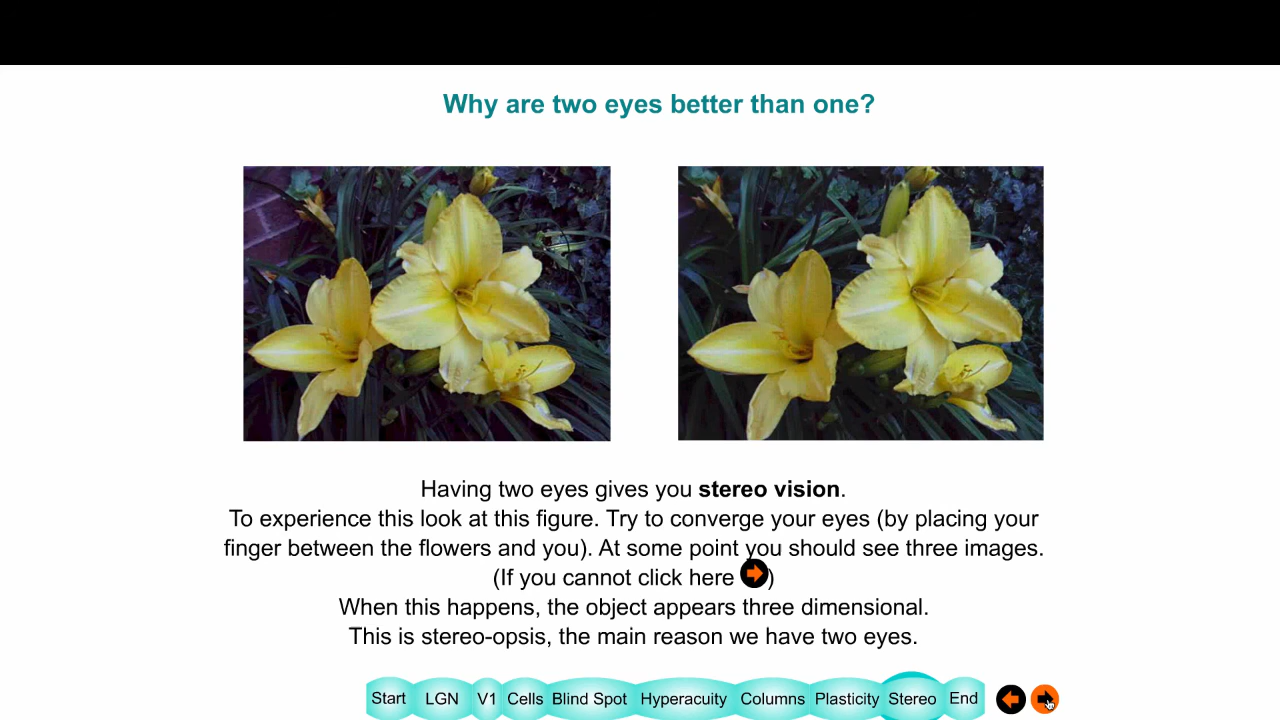 Why are two eyes better than one?
Having two eyes gives you stereo vision.
To experience this look at this figure. Try to converge your eyes (by placing your
finger between the flowers and you). At some point you should see three images.
(If you cannot click here )
When this happens, the object appears three dimensional.
This is stereo-opsis, the main reason we have two eyes.
Start LGN V1 Cells Blind Spot Hyperacuity Columns Plasticity Stereo End